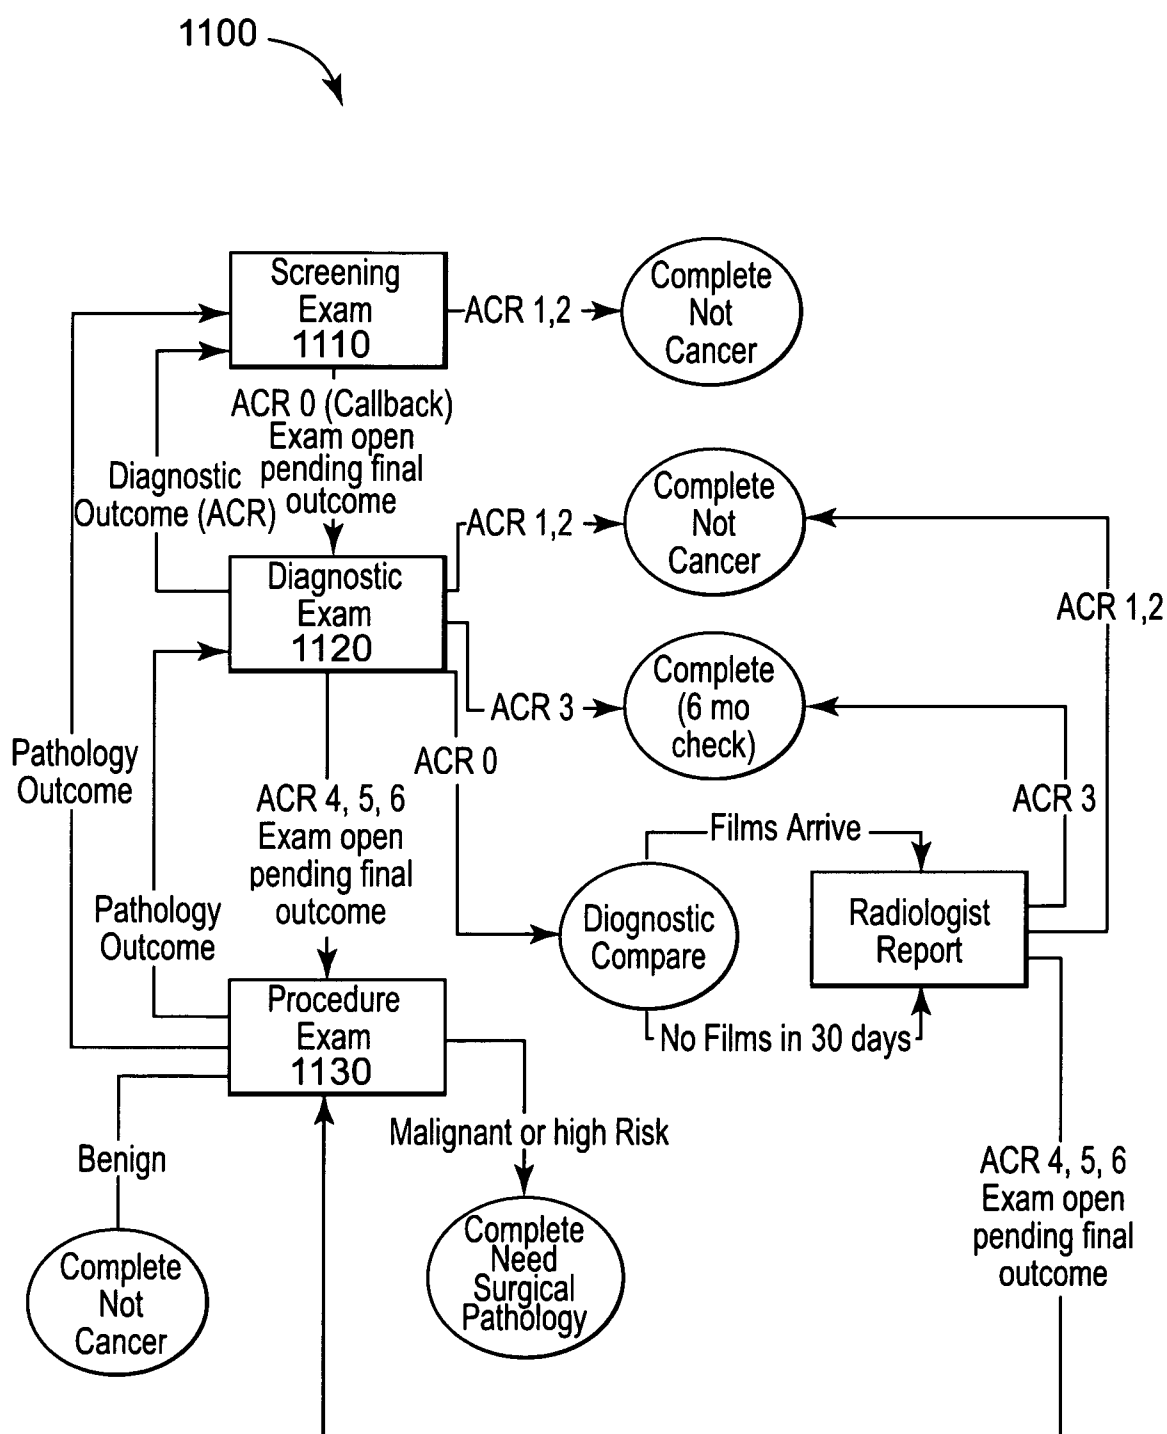 1100
Screening
Exam
1110
ACR 1,2
Complete
Not
Cancer
ACR 0 (Callback)
Exam open
pending final
outcome
Diagnostic
Outcome (ACR)
Diagnostic
Exam
1120
ACR 1,2
Complete
Not
Cancer
ACR 1,2
ACR 3
Complete
(6 mo
check)
ACR 3
ACR 0
Pathology
Outcome
ACR 4, 5, 6
Exam open
pending final
outcome
Pathology
Outcome
Films Arrive
Diognostic
Compare
Radiologist
Report
No Films in 30 days
Procedure
Exam
1130
Malignant or high Risk
Benign
Complete
Not
Cancer
Complete
Need
Surgical
Pathology
ACR 4, 5, 6
Exam open
pending final
outcome